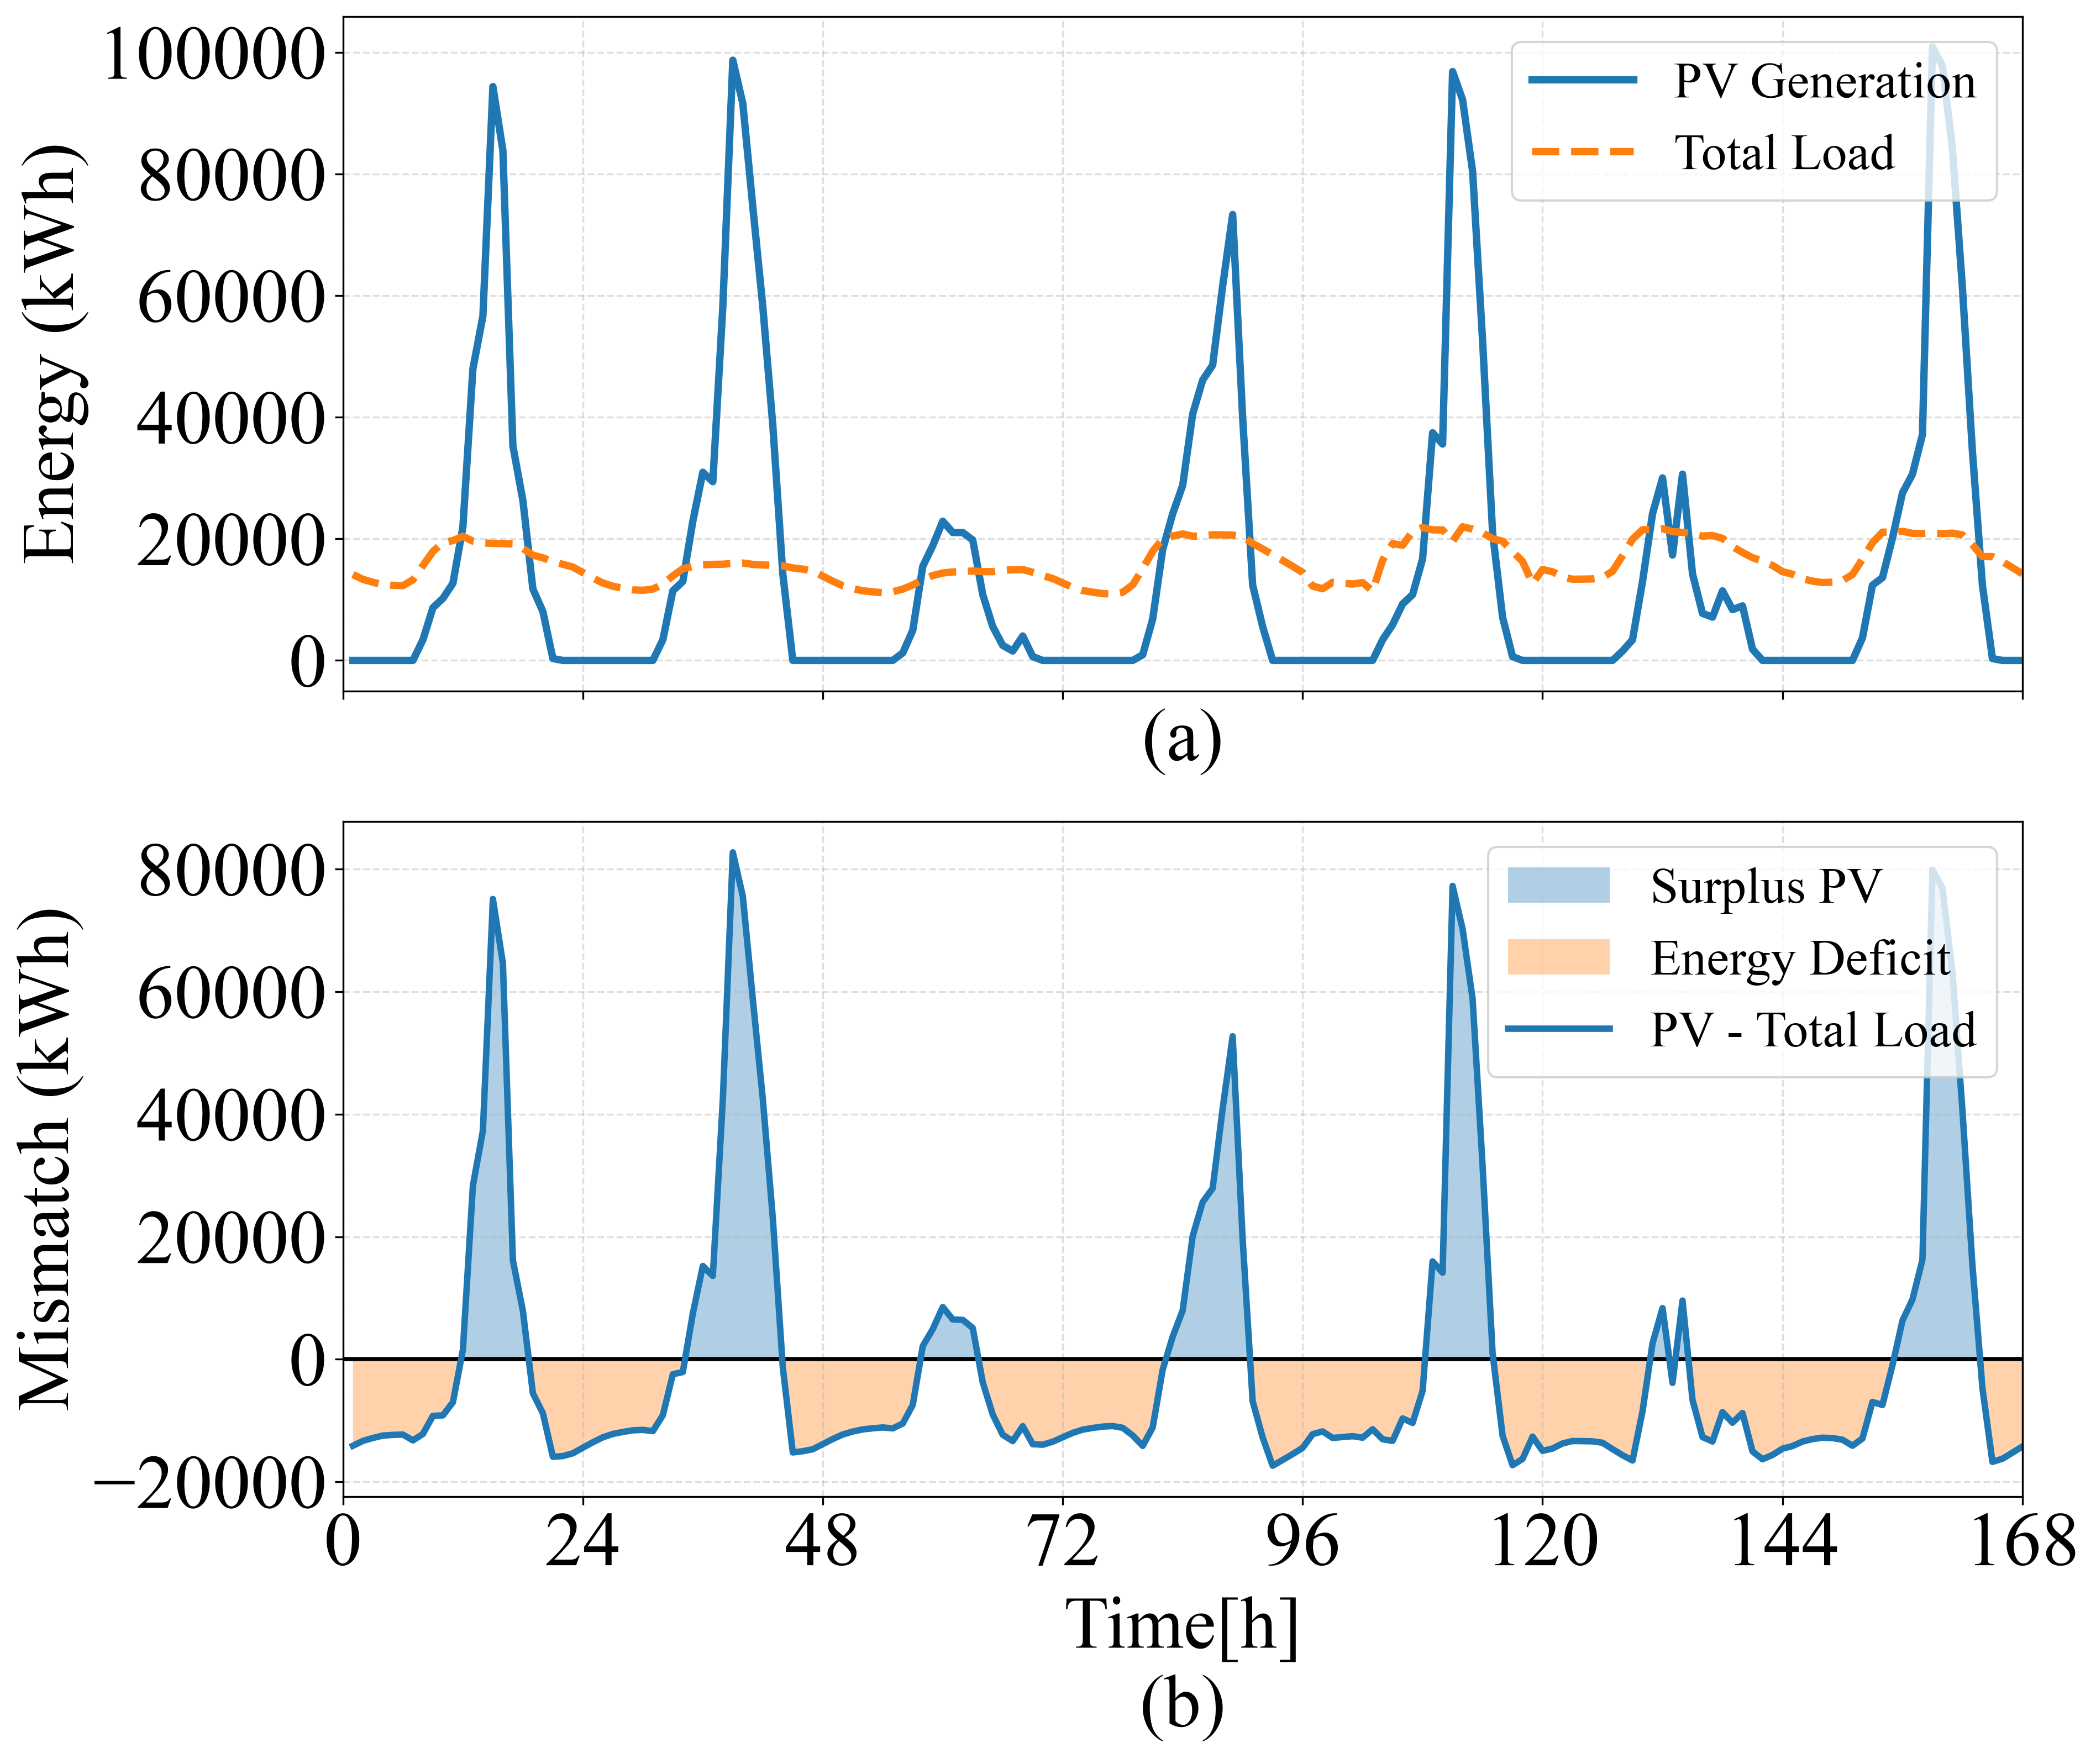 100000
80000
60000
40000
20000
0
Energy (kWh)
PV Generation
Total Load
(a)
80000
60000
40000
20000
0
−20000
Mismatch (kWh)
Surplus PV
Energy Deficit
PV - Total Load
0 24 48 72 96 120 144 168
Time[h]
(b)